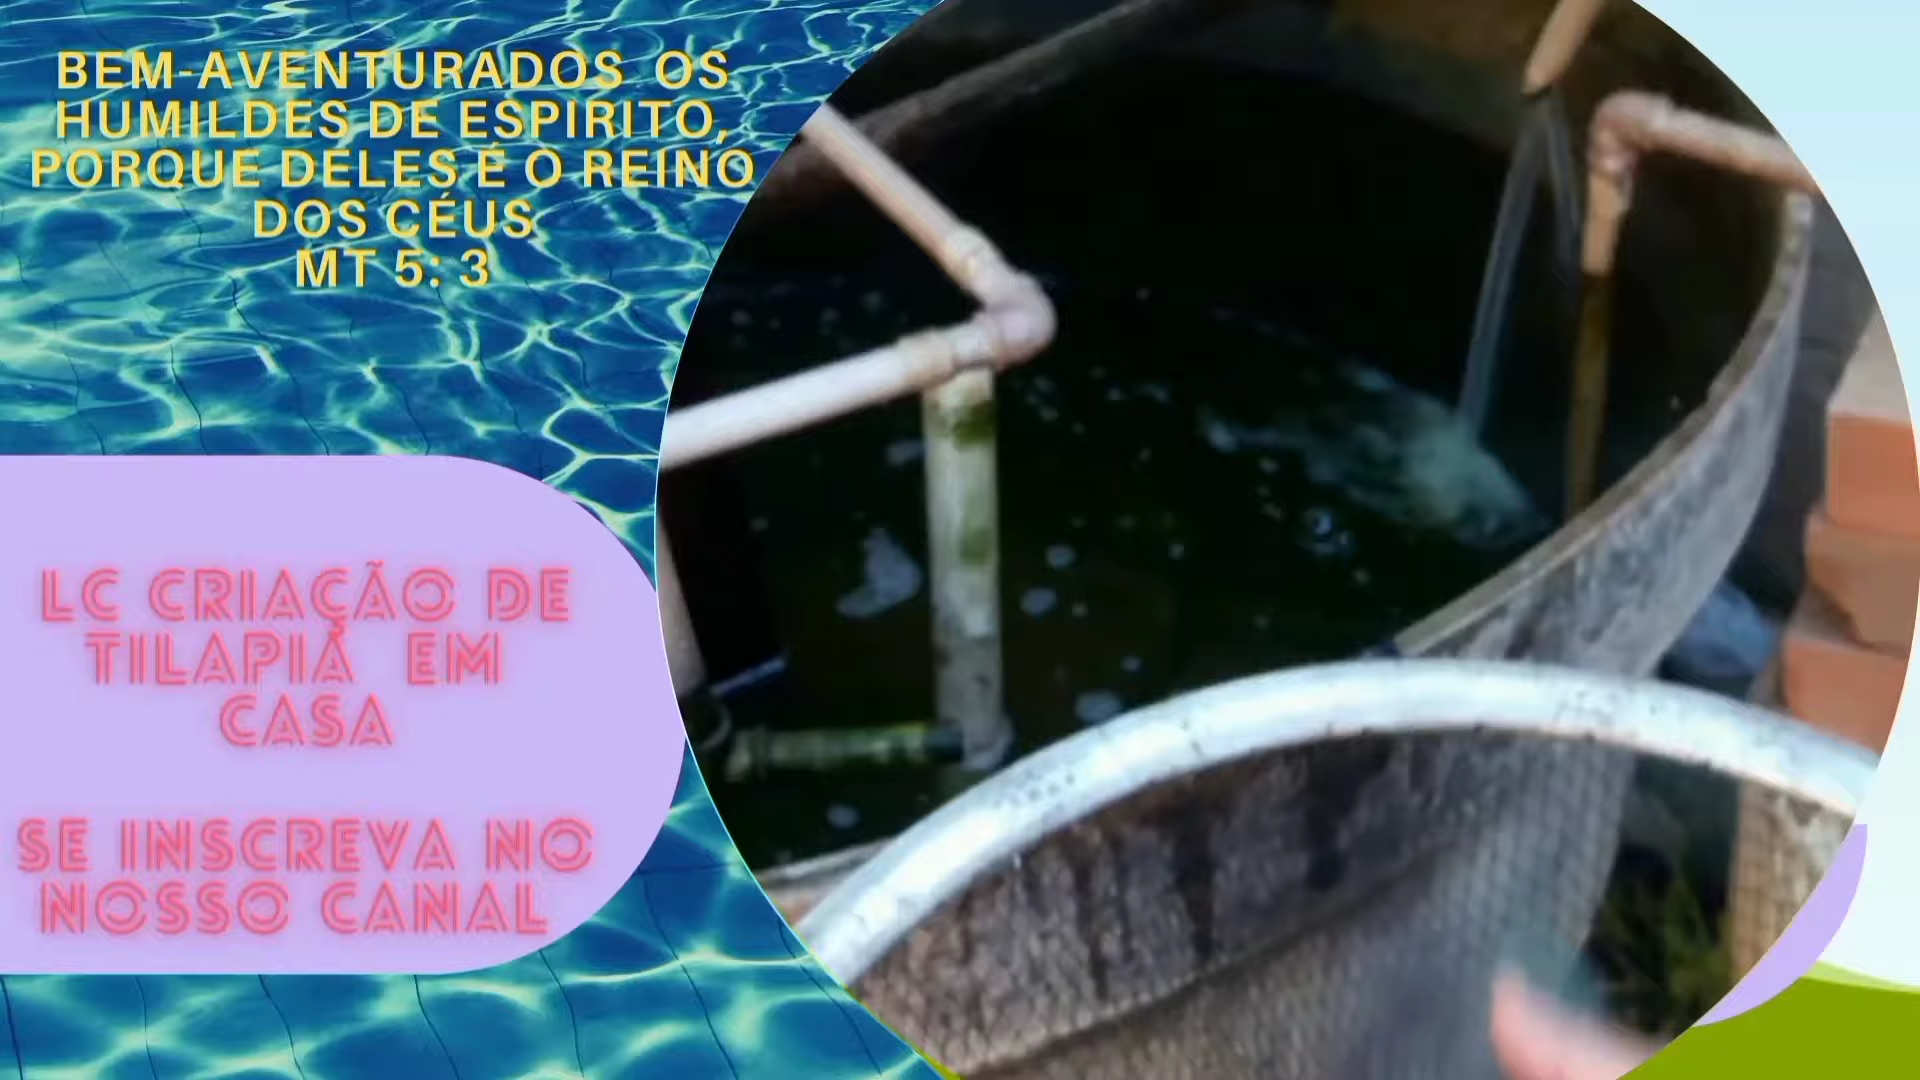 BEM-AVENTURADOS OS
HUMILDES DE ESPIRITO,
PORQUE DELES É O REINO
DOS CÉUS
MT 5: 3
LC CRIAÇÃO DE
TILAPIA EM
CASA
SE INSCREVA NO
NOSSO CANAL